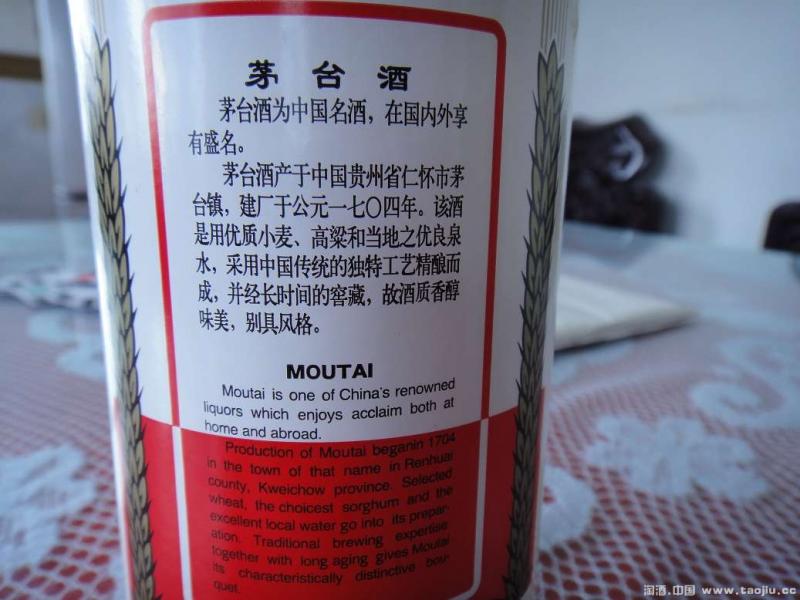 茅台酒
茅台酒为中国名酒，在国内外享
有盛名。
茅台酒产于中国贵州省仁怀市茅
台镇，建厂于公元一七〇四年。该酒
是用优质小麦、高粱和当地之优良泉
水，采用中国传统的独特工艺精酿而
成，并经长时间的窖藏，故酒质香醇
味美，别具风格。
MOUTAI
Moutai is one of China's renowned
liquors which enjoys acclaim both at
home and abroad.
Production of Moutai beganin 1704
in the town of that name in Renhuai
county, Kweichow province. Selected
wheat, the choicest sorghum and the
excellent local water go into its prepar-
ation. Traditional brewing expertise
together with long aging gives Moutai
its characteristically distinctive bou-
quet.
淘酒.中国 www.taojiu.cc